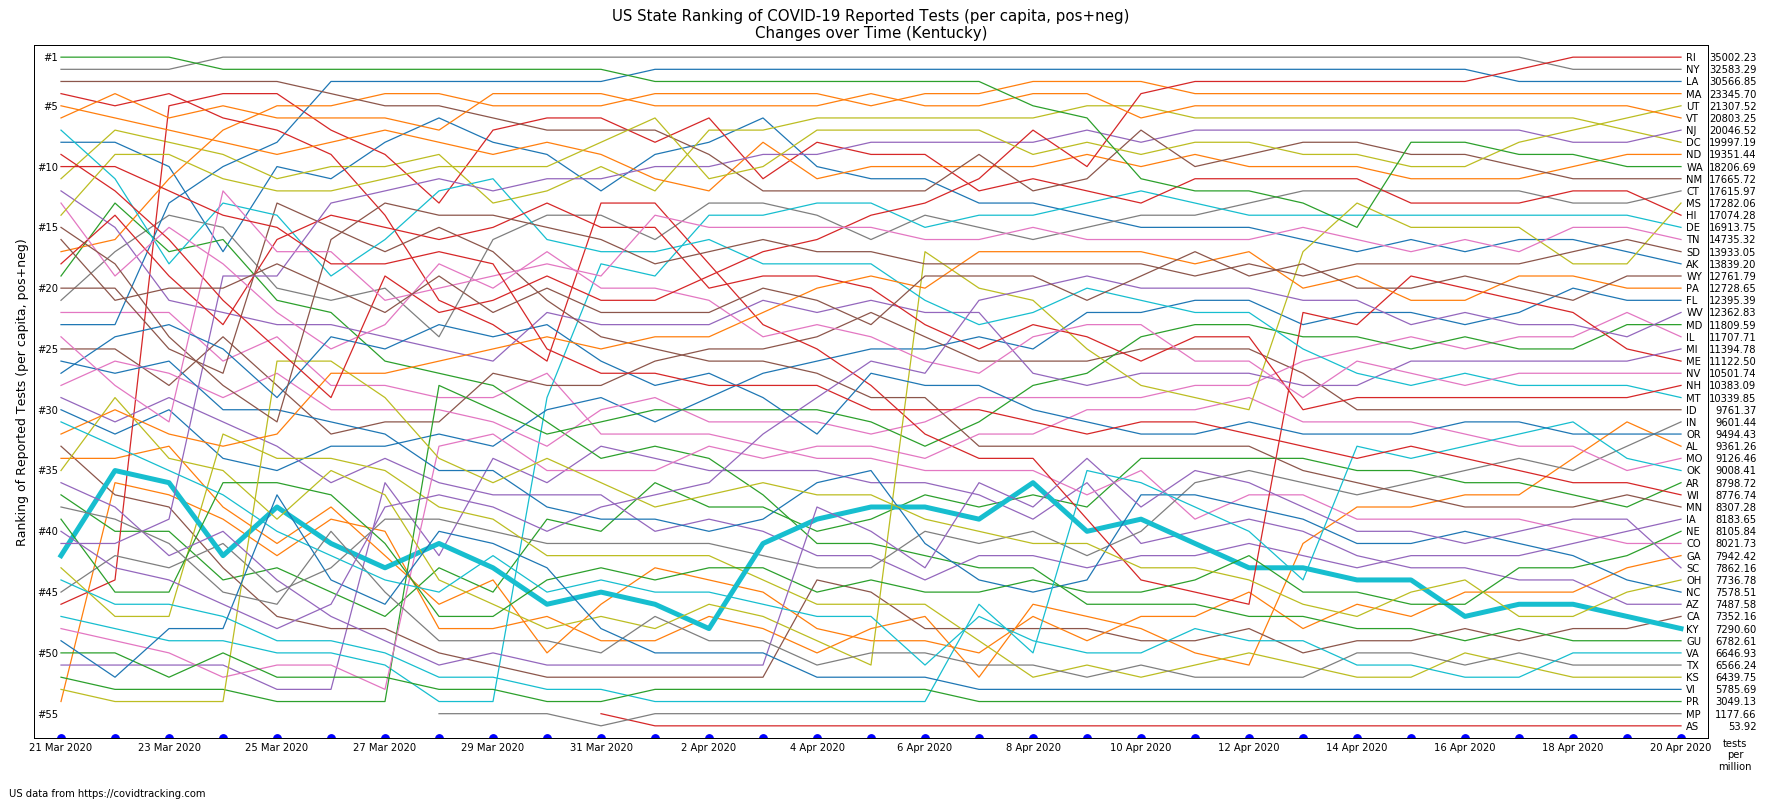 US State Ranking of COVID-19 Reported Tests (per capita, pos+neg)
Changes over Time (Kentucky)
Ranking of Reported Tests (per capita, pos+neg)
#1
#5
#10
#15
#20
#25
#30
#35
#40
#45
#50
#55
RI 35002.23
NY 32583.29
LA 30566.85
MA 23345.70
UT 21307.52
VT 20803.25
NJ 20046.52
DC 19997.19
ND 19351.44
WA 18206.69
NM 17665.72
CT 17615.97
MS 17282.06
HI 17074.28
DE 16913.75
TN 14735.32
SD 13933.05
AK 13839.20
WY 12761.79
PA 12728.65
FL 12395.39
WV 12362.83
MD 11809.59
IL 11707.71
MI 11394.78
ME 11122.50
NV 10501.74
NH 10383.09
MT 10339.85
ID 9761.37
IN 9601.44
OR 9494.43
AL 9361.26
MO 9126.46
OK 9008.41
AR 8798.72
WI 8776.74
MN 8307.28
IA 8183.65
NE 8105.84
CO 8021.73
GA 7942.42
SC 7862.16
OH 7736.78
NC 7578.51
AZ 7487.58
CA 7352.16
KY 7290.60
GU 6782.61
VA 6646.93
TX 6566.24
KS 6439.75
VI 5785.69
PR 3049.13
MP 1177.66
AS 53.92
21 Mar 2020 23 Mar 2020 25 Mar 2020 27 Mar 2020 29 Mar 2020 31 Mar 2020 2 Apr 2020 4 Apr 2020 6 Apr 2020 8 Apr 2020 10 Apr 2020 12 Apr 2020 14 Apr 2020 16 Apr 2020 18 Apr 2020 20 Apr 2020
tests
per
million
US data from https://covidtracking.com